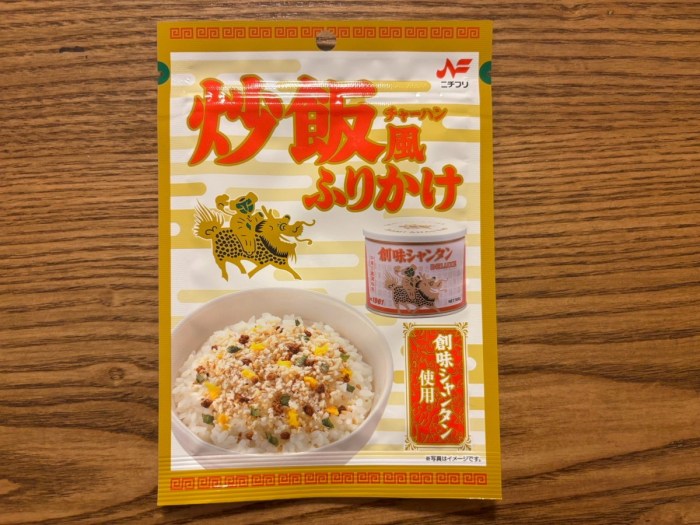 ニチフリ
炒飯風
チャーハン
ふりかけ
創味シャンタン
DELUXE
創味シャンタン
使用
※写真はイメージです。